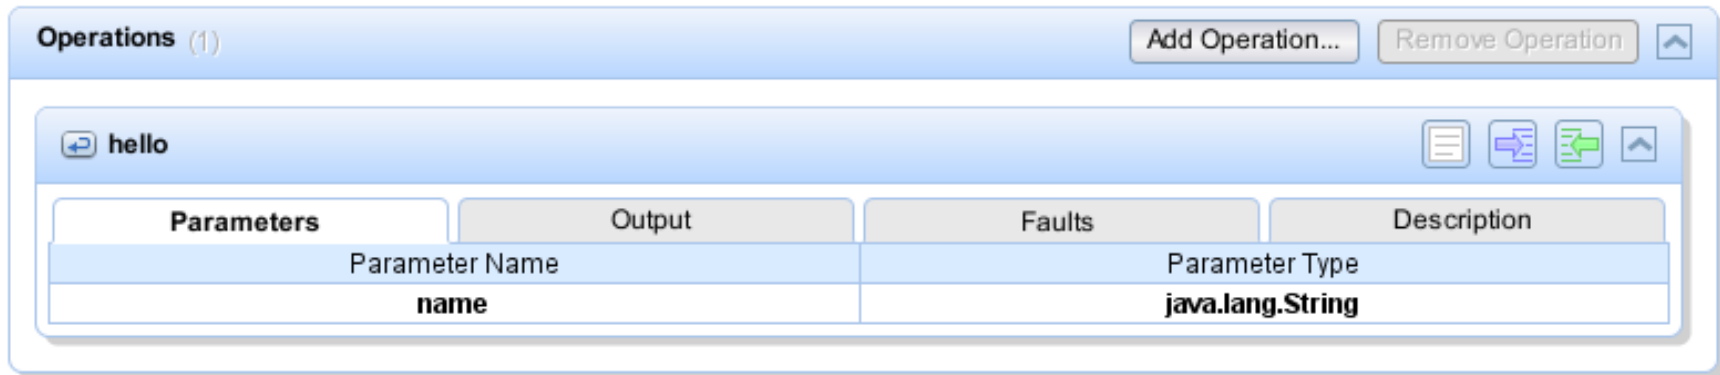 Operations (1) Add Operation... Remove Operation
hello
Parameters Output Faults Description
Parameter Name Parameter Type
name java.lang.String